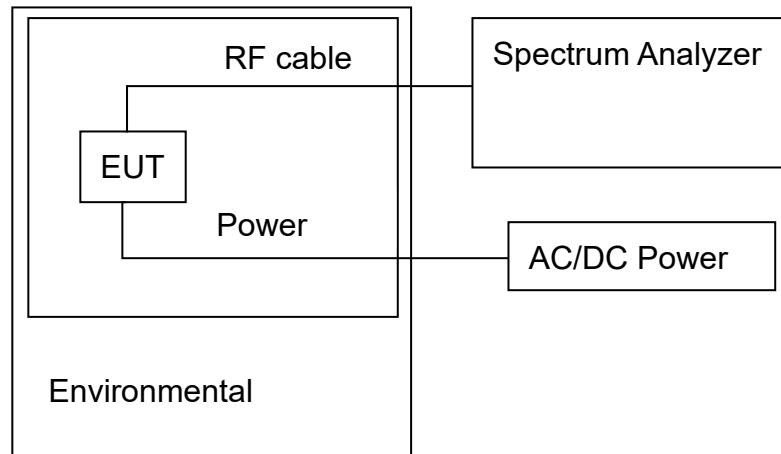 RF cable
Spectrum Analyzer
EUT
Power
AC/DC Power
Environmental